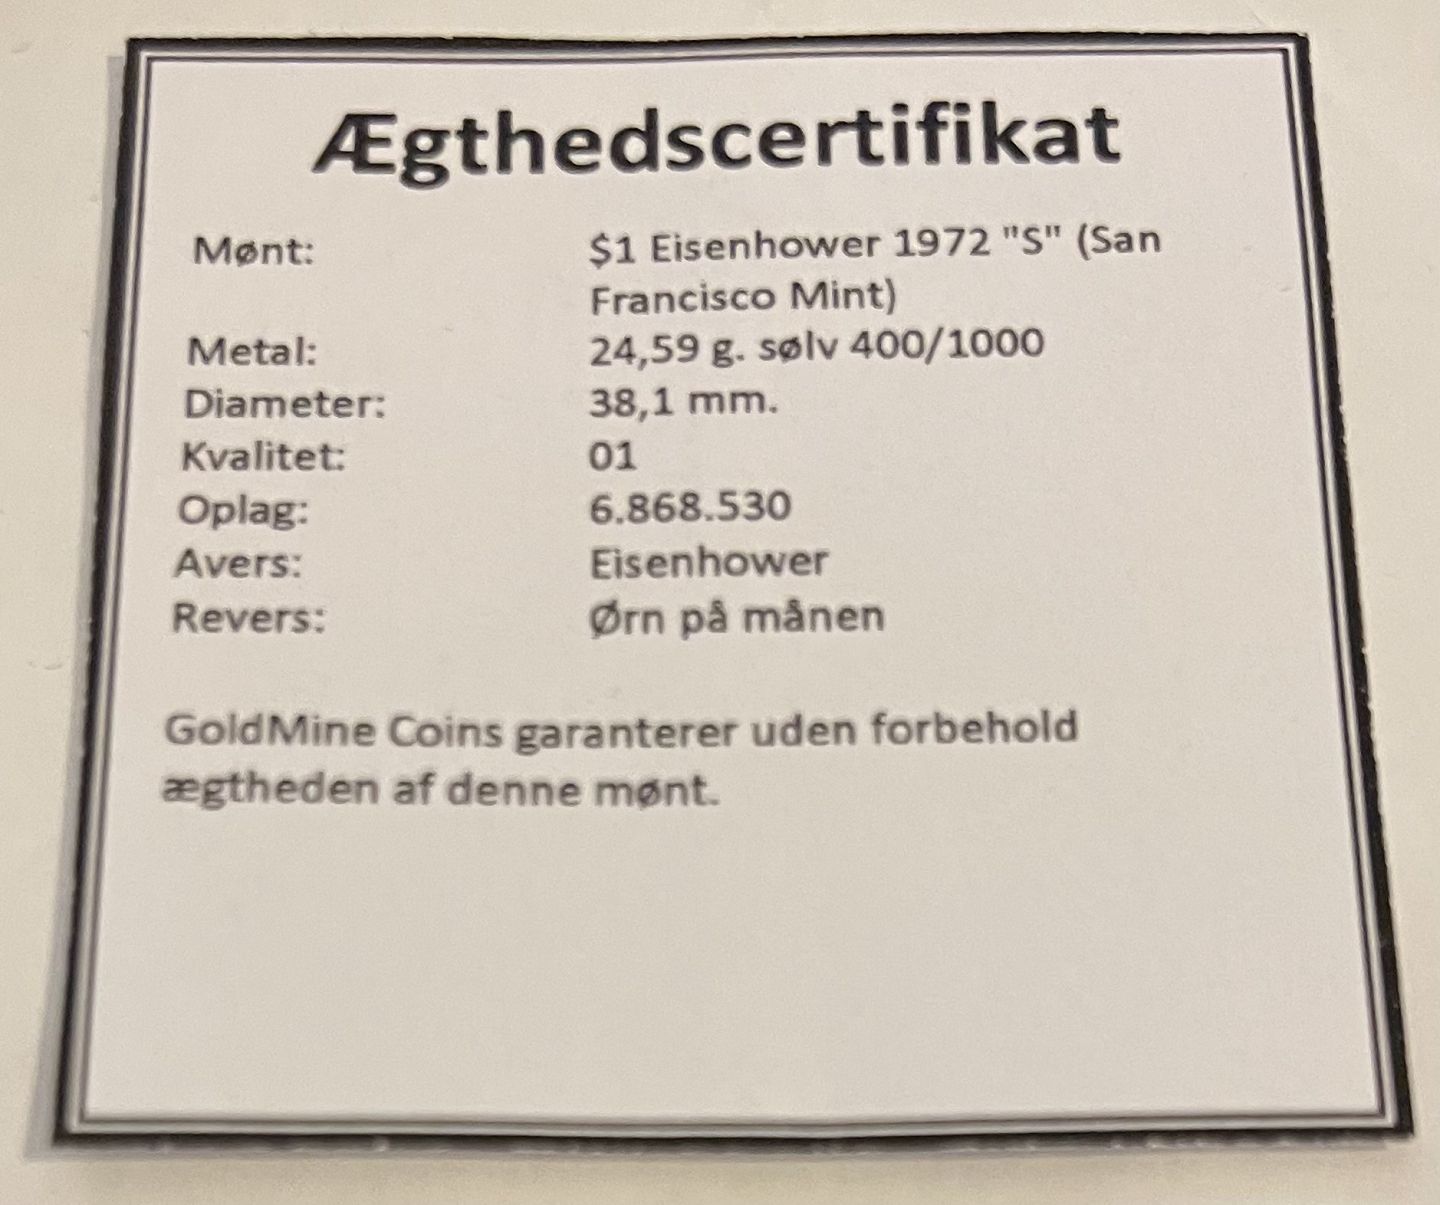 Ægthedscertifikat
Mønt: $1 Eisenhower 1972 "S" (San
Francisco Mint)
Metal: 24,59 g. sølv 400/1000
Diameter: 38,1 mm.
Kvalitet: 01
Oplag: 6.868.530
Avers: Eisenhower
Revers: Ørn på månen
GoldMine Coins garanterer uden forbehold
ægtheden af denne mønt.